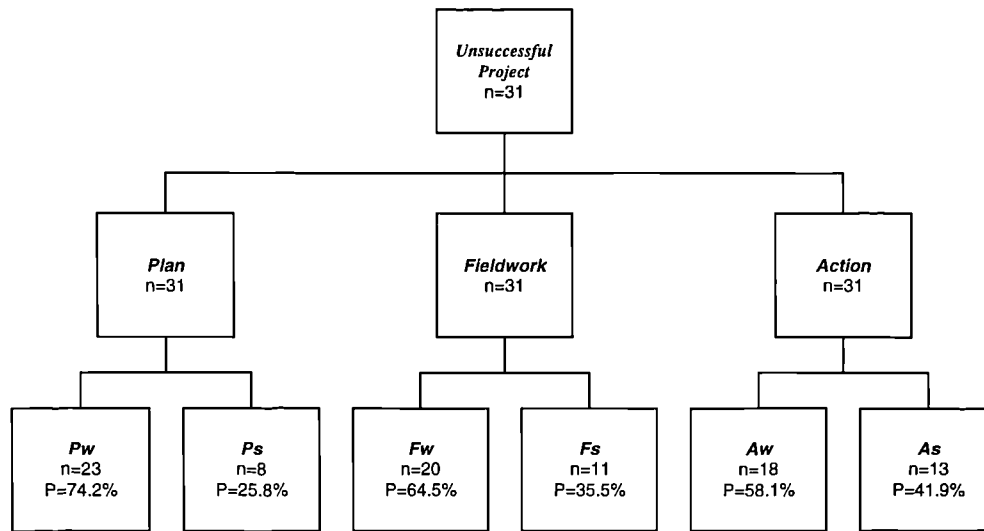 Unsuccessful
Project
n=31
Plan
n=31
Fieldwork
n=31
Action
n=31
Pw
n=23
P=74.2%
Ps
n=8
P=25.8%
Fw
n=20
P=64.5%
Fs
n=11
P=35.5%
Aw
n=18
P=58.1%
As
n=13
P=41.9%